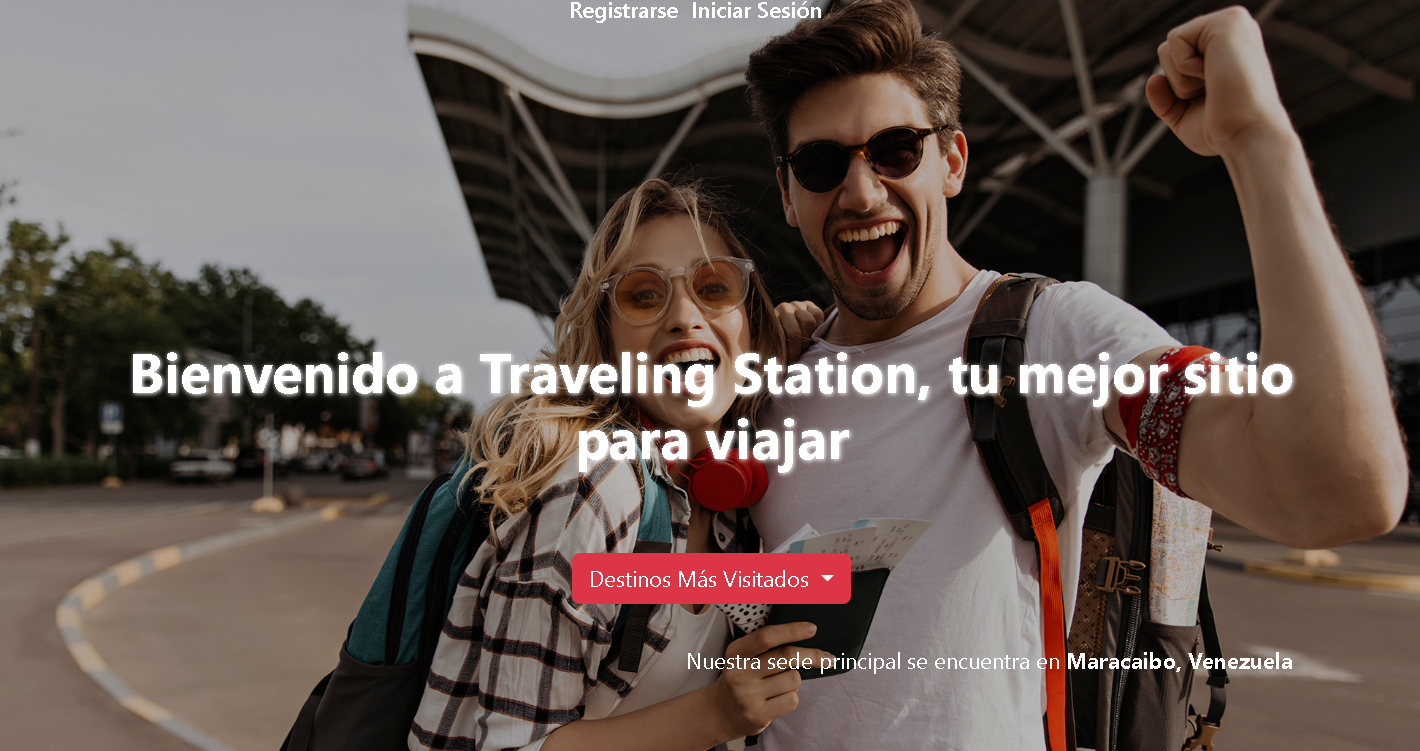 Registrarse Iniciar Sesión
Bienvenido a Traveling Station, tu mejor sitio
para viajar
Destinos Más Visitados
Nuestra sede principal se encuentra en Maracaibo, Venezuela